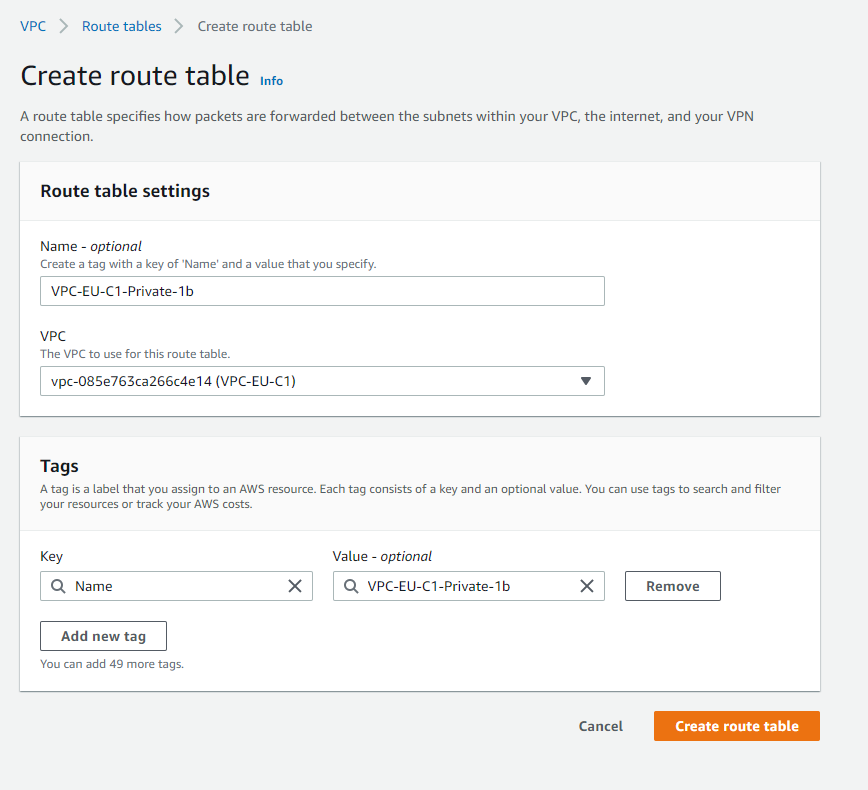 VPC > Route tables > Create route table
Create route table Info
A route table specifies how packets are forwarded between the subnets within your VPC, the internet, and your VPN
connection.
Route table settings
Name - optional
Create a tag with a key of 'Name' and a value that you specify.
VPC-EU-C1-Private-1b
VPC
The VPC to use for this route table.
vpc-085e763ca266c4e14 (VPC-EU-C1)
Tags
A tag is a label that you assign to an AWS resource. Each tag consists of a key and an optional value. You can use tags to search and filter
your resources or track your AWS costs.
Key Value - optional
Name VPC-EU-C1-Private-1b Remove
Add new tag
You can add 49 more tags.
Cancel Create route table